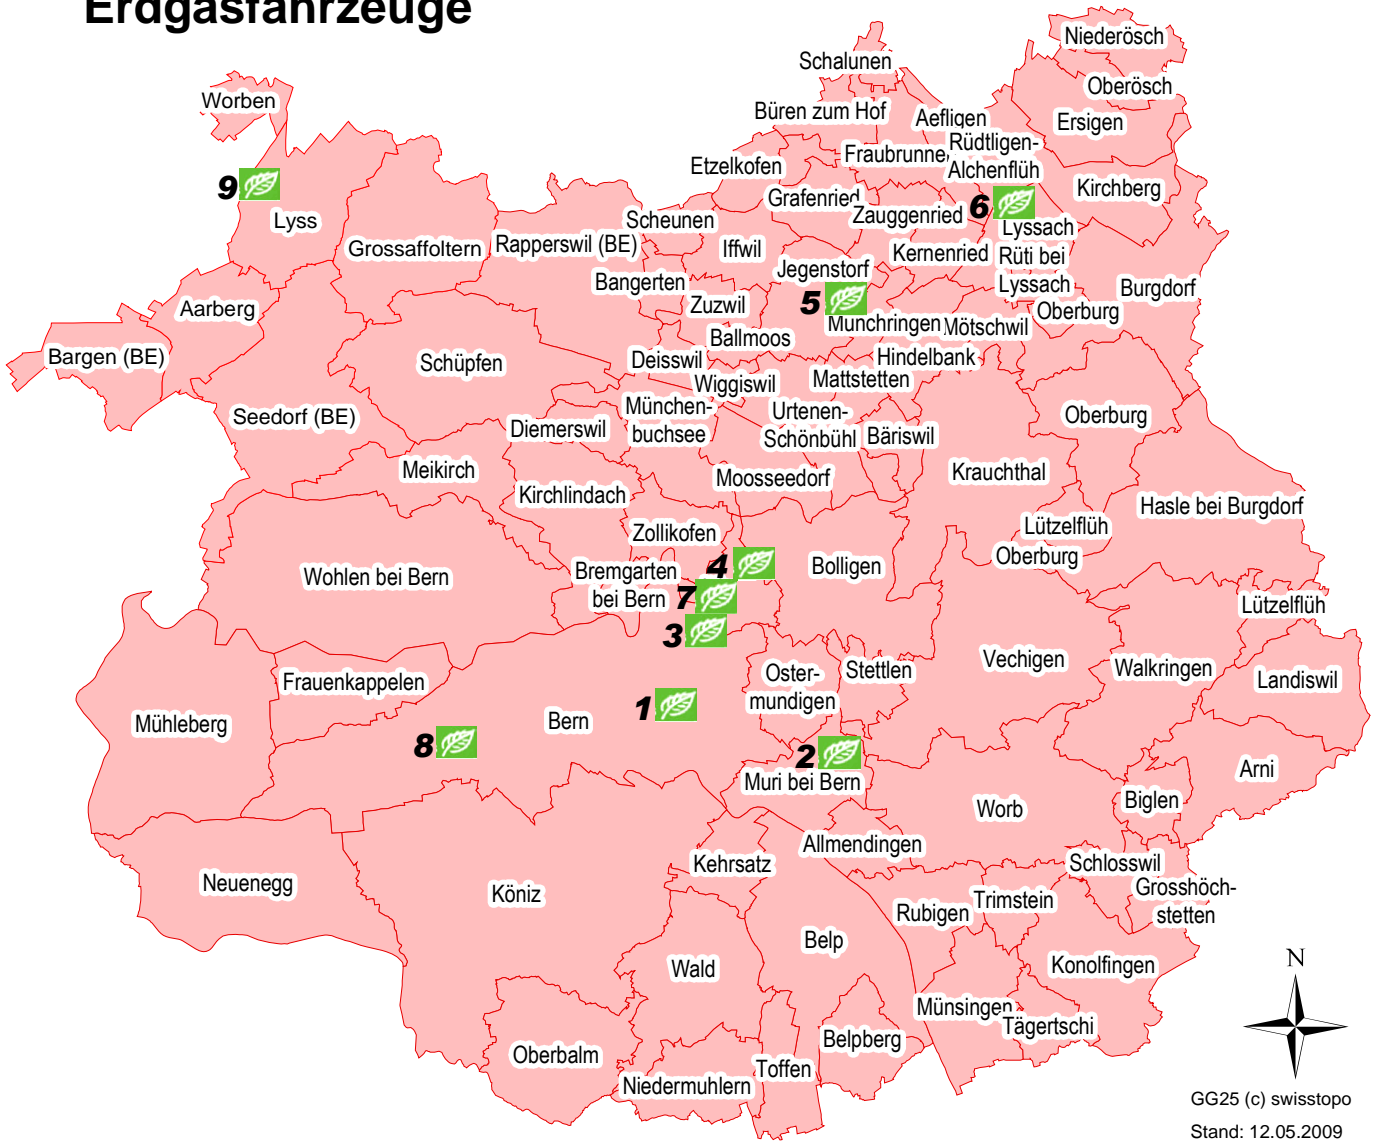 Erdgasfahrzeuge
Niederösch
Schalunen
Oberösch
Worben
Büren zum Hof
Aefligen
Ersigen
Rüdtligen-
Alchenflüh
Etzelkofen
Fraubrunne
Kirchberg
9
Grafenried
6
Zauggenried
Lyss
Scheunen
Lyssach
Grossaffoltern
Rapperswil (BE)
Iffwil
Kernenried
Rüti bei
Lyssach
Jegenstorf
Bangerten
Burgdorf
5
Zuzwil
Aarberg
Oberburg
Münchringen
Mötschwil
Ballmoos
Bargen (BE)
Schüpfen
Deisswil
Hindelbank
Wiggiswil
Mattstetten
München-
buchsee
Urtenen-
Schönbühl
Seedorf (BE)
Oberburg
Diemerswil
Bäriswil
Meikirch
Krauchthal
Moosseedorf
Kirchlindach
Hasle bei Burgdorf
Lützelflüh
Zollikofen
Oberburg
4
Bolligen
Wohlen bei Bern
Bremgarten
bei Bern
7
Lützelflüh
3
Vechigen
Walkringen
Oster-
mundigen
Stettlen
Frauenkappelen
Landiswil
1
Bern
Mühleberg
8
2
Arni
Muri bei Bern
Biglen
Worb
Allmendingen
Kehrsatz
Schlosswil
Neuenegg
Köniz
Grosshöch-
stetten
Trimstein
Rubigen
Belp
Wald
Konolfingen
N
Münsingen
Tägertschi
Belpberg
Oberbalm
Toffen
Niedermuhlern
GG25 (c) swisstopo
Stand: 12.05.2009